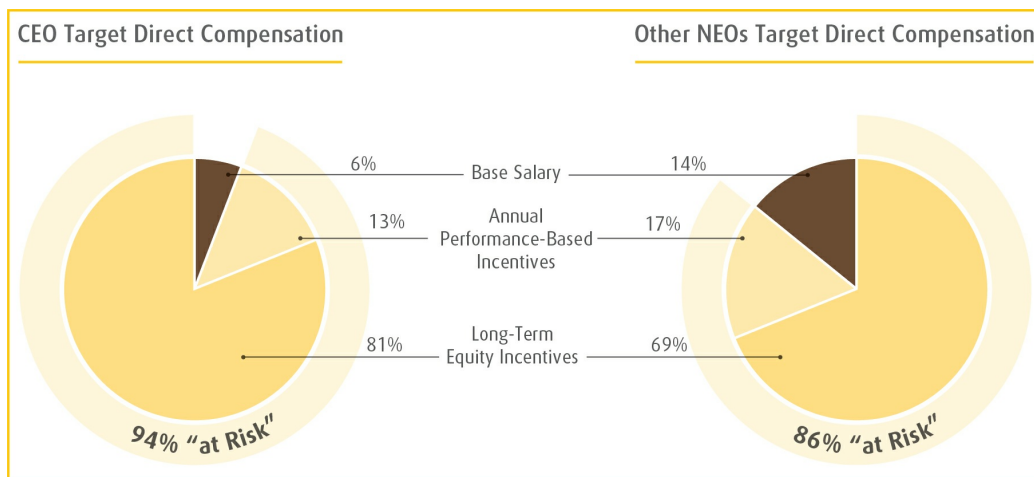 CEO Target Direct Compensation
Other NEOs Target Direct Compensation
6%
Base Salary
14%
13%
Annual
Performance-Based
Incentives
17%
81%
Long-Term
Equity Incentives
69%
94% “at Risk”
86% “at Risk”